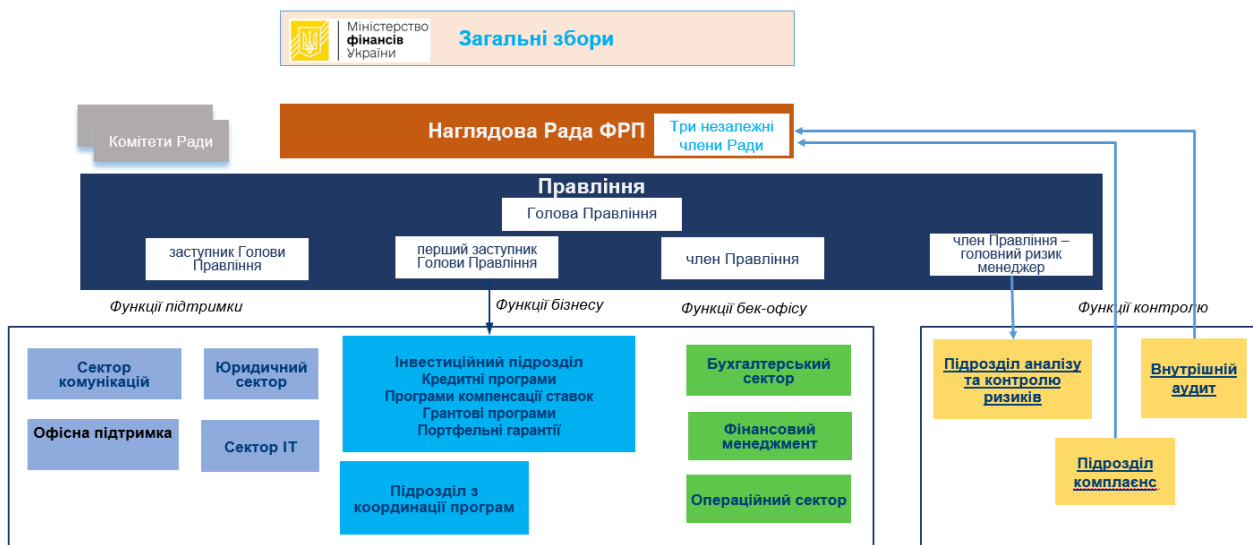 Міністерство
фінансів
України
Загальні збори
Комітети Ради
Наглядова Рада ФРП
Три незалежні
члени Ради
Правління
Голова Правління
заступник Голови
Правління
перший заступник
Голови Правління
член Правління
член Правління –
головний ризик
менеджер
Функції підтримки
Функції бізнесу
Функції бек-офісу
Функції контролю
Сектор
комунікацій
Юридичний
сектор
Офісна підтримка
Сектор ІТ
Інвестиційний підрозділ
Кредитні програми
Програми компенсації ставок
Грантові програми
Портфельні гарантії
Підрозділ з
координації програм
Бухгалтерський
сектор
Фінансовий
менеджмент
Операційний сектор
Підрозділ аналізу
та контролю
ризиків
Внутрішній
аудит
Підрозділ
комплаєнс